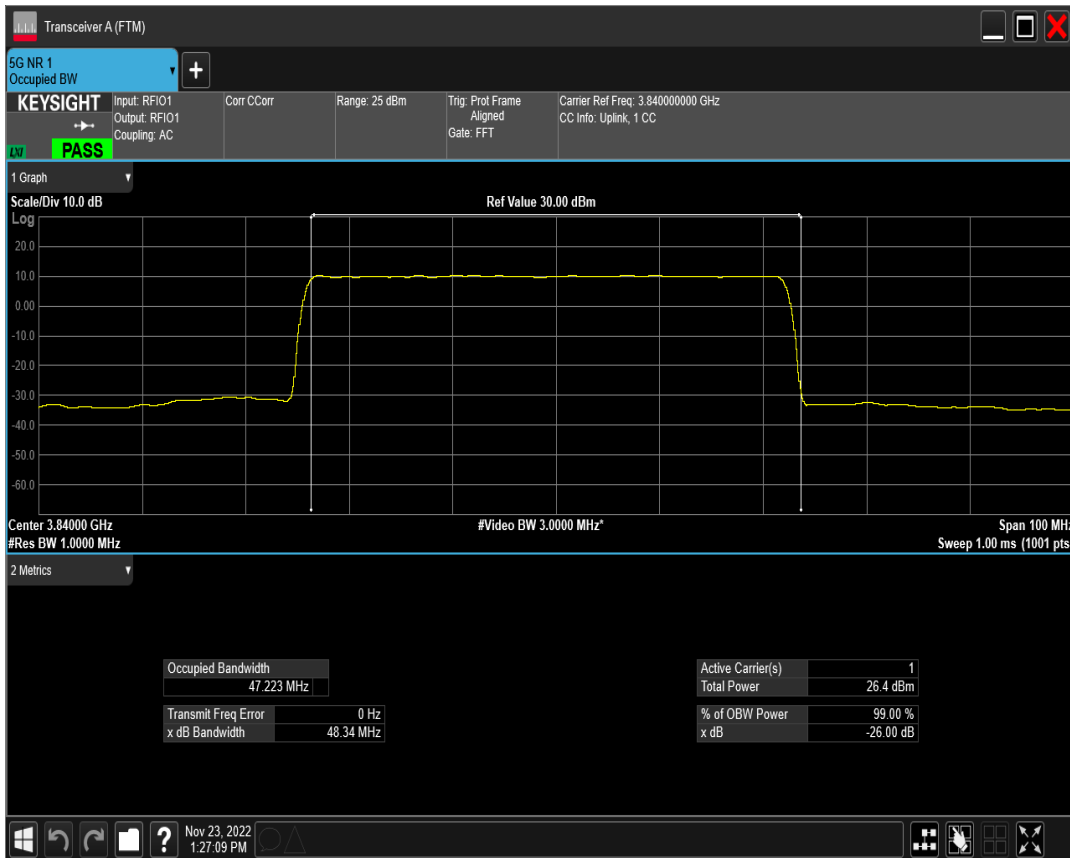 Transceiver A (FTM)
5G NR 1
Occupied BW
+
KEYSIGHT
LXI
PASS
Input: RFIO1
Output: RFIO1
Coupling: AC
Corr CCorr
Range: 25 dBm
Trig: Prot Frame
Aligned
Gate: FFT
Carrier Ref Freq: 3.840000000 GHz
CC Info: Uplink, 1 CC
1 Graph
Scale/Div 10.0 dB
Ref Value 30.00 dBm
Log
20.0
10.0
0.00
-10.0
-20.0
-30.0
-40.0
-50.0
-60.0
Center 3.84000 GHz
#Video BW 3.0000 MHz*
Span 100 MHz
#Res BW 1.0000 MHz
Sweep 1.00 ms (1001 pts
2 Metrics
Occupied Bandwidth
47.223 MHz
Transmit Freq Error 0 Hz
x dB Bandwidth 48.34 MHz
Active Carrier(s) 1
Total Power 26.4 dBm
% of OBW Power 99.00 %
x dB -26.00 dB
?
Nov 23, 2022
1:27:09 PM